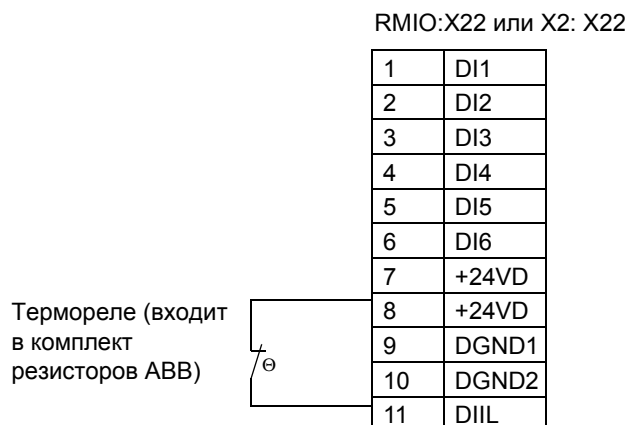 RMIO:X22 или X2: X22
1 DI1
2 DI2
3 DI3
4 DI4
5 DI5
6 DI6
7 +24VD
8 +24VD
9 DGND1
10 DGND2
11 DIIL
Термореле (входит
в комплект
резисторов ABB)
Θ